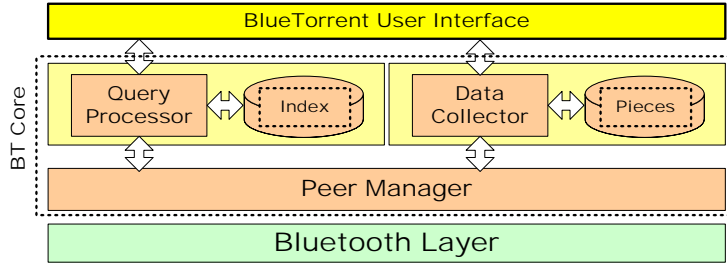 BlueTorrent User Interface
BT Core
Query
Processor
Index
Data
Collector
Pieces
Peer Manager
Bluetooth Layer